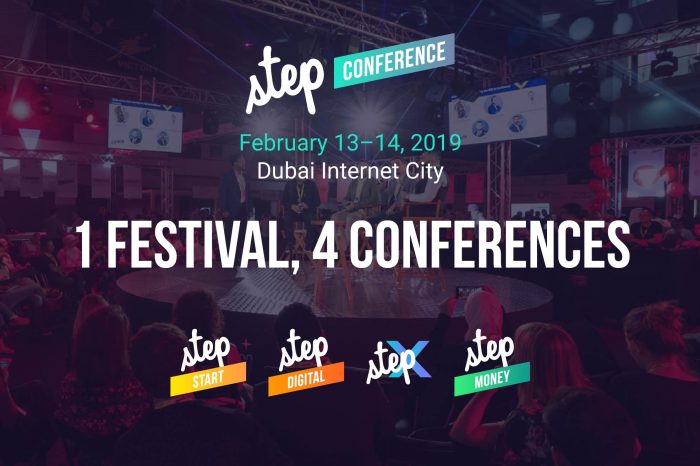 step CONFERENCE
February 13–14, 2019
Dubai Internet City
1 FESTIVAL, 4 CONFERENCES
step START
step DIGITAL
stepX
step MONEY